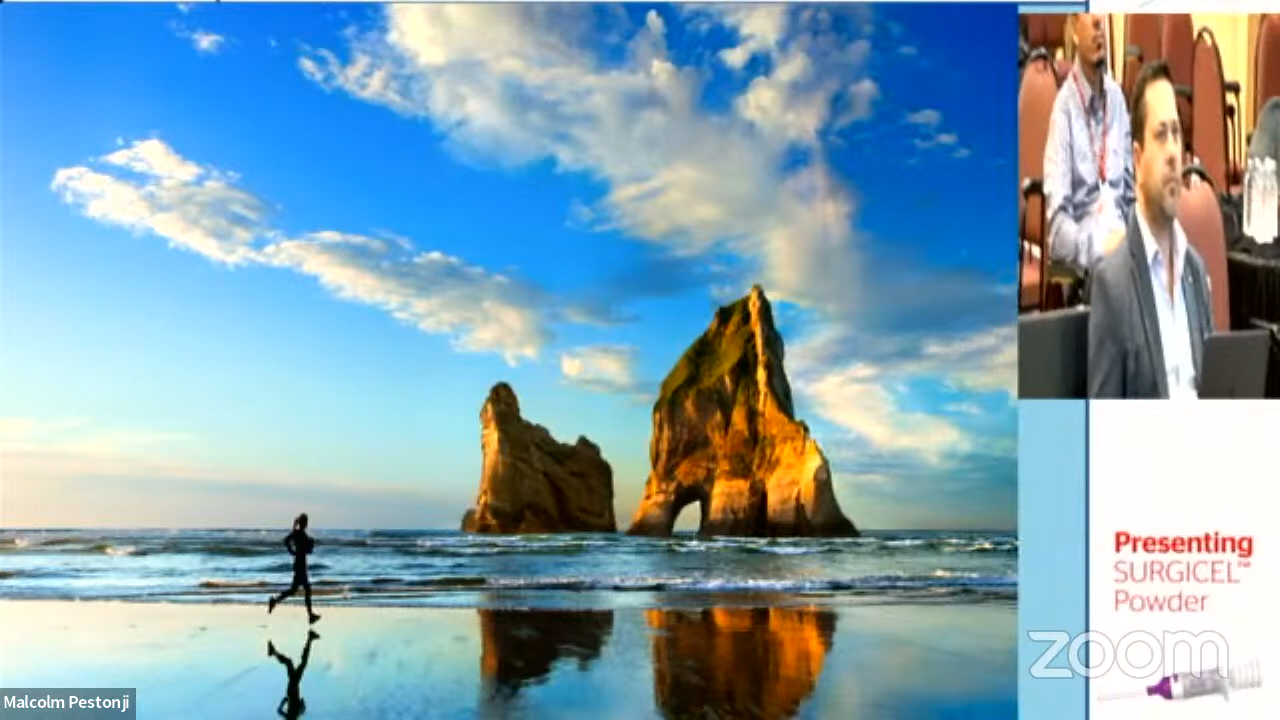 Presenting
SURGICEL™
Powder
zoom
Malcolm Pestonji